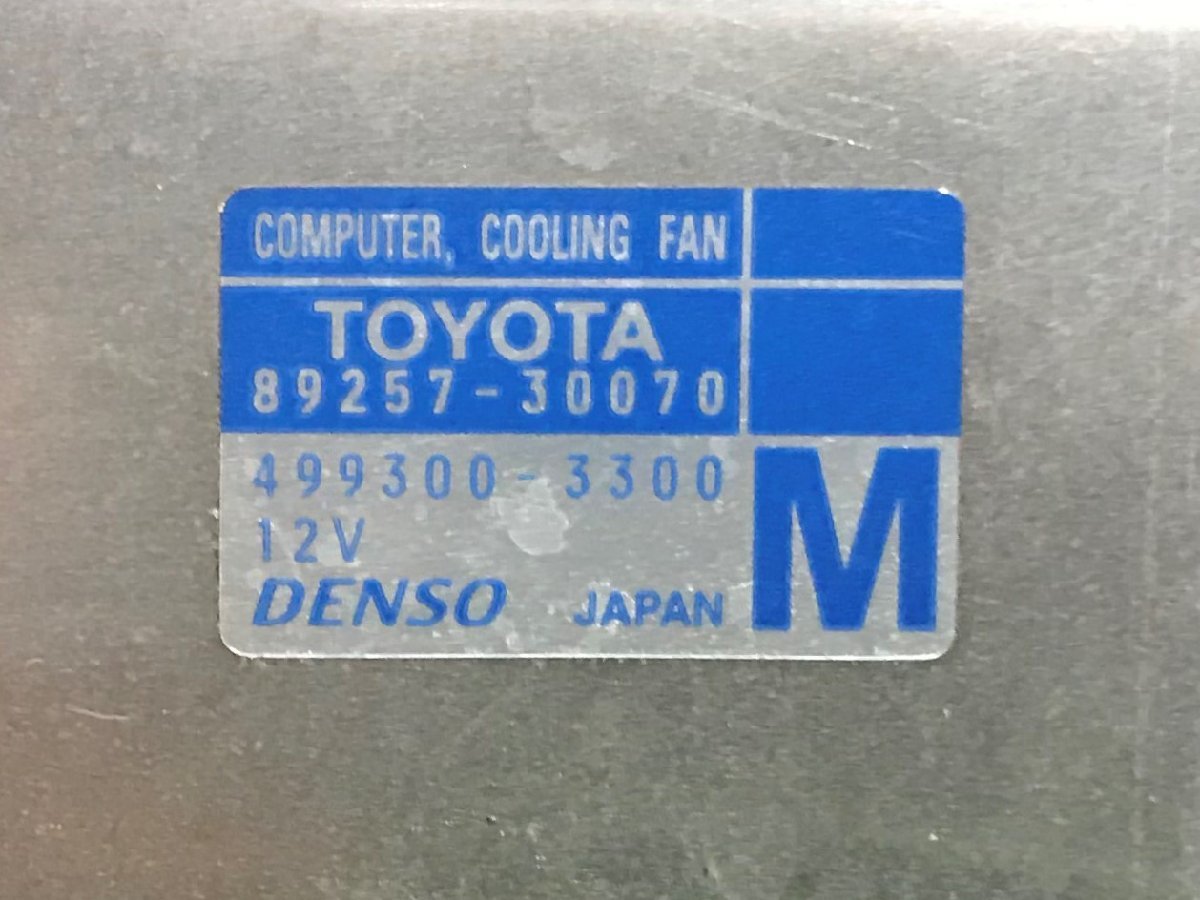 COMPUTER, COOLING FAN
TOYOTA
89257-30070
499300-3300
12V
DENSO JAPAN
M